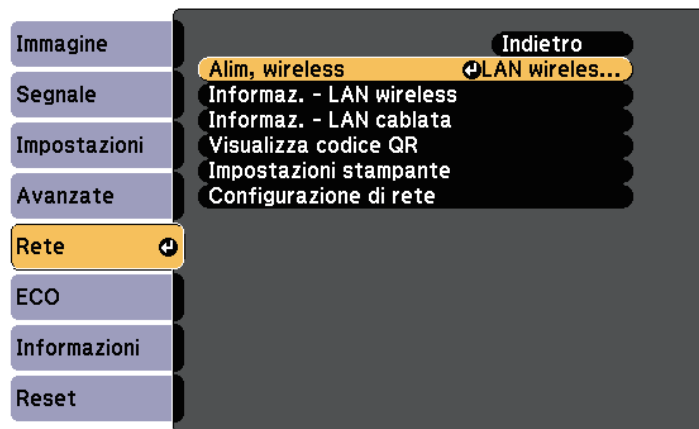 Immagine
Segnale
Impostazioni
Avanzate
Rete
ECO
Informazioni
Reset
Indietro
Alim, wireless LAN wireles...
Informaz. - LAN wireless
Informaz. - LAN cablata
Visualizza codice QR
Impostazioni stampante
Configurazione di rete